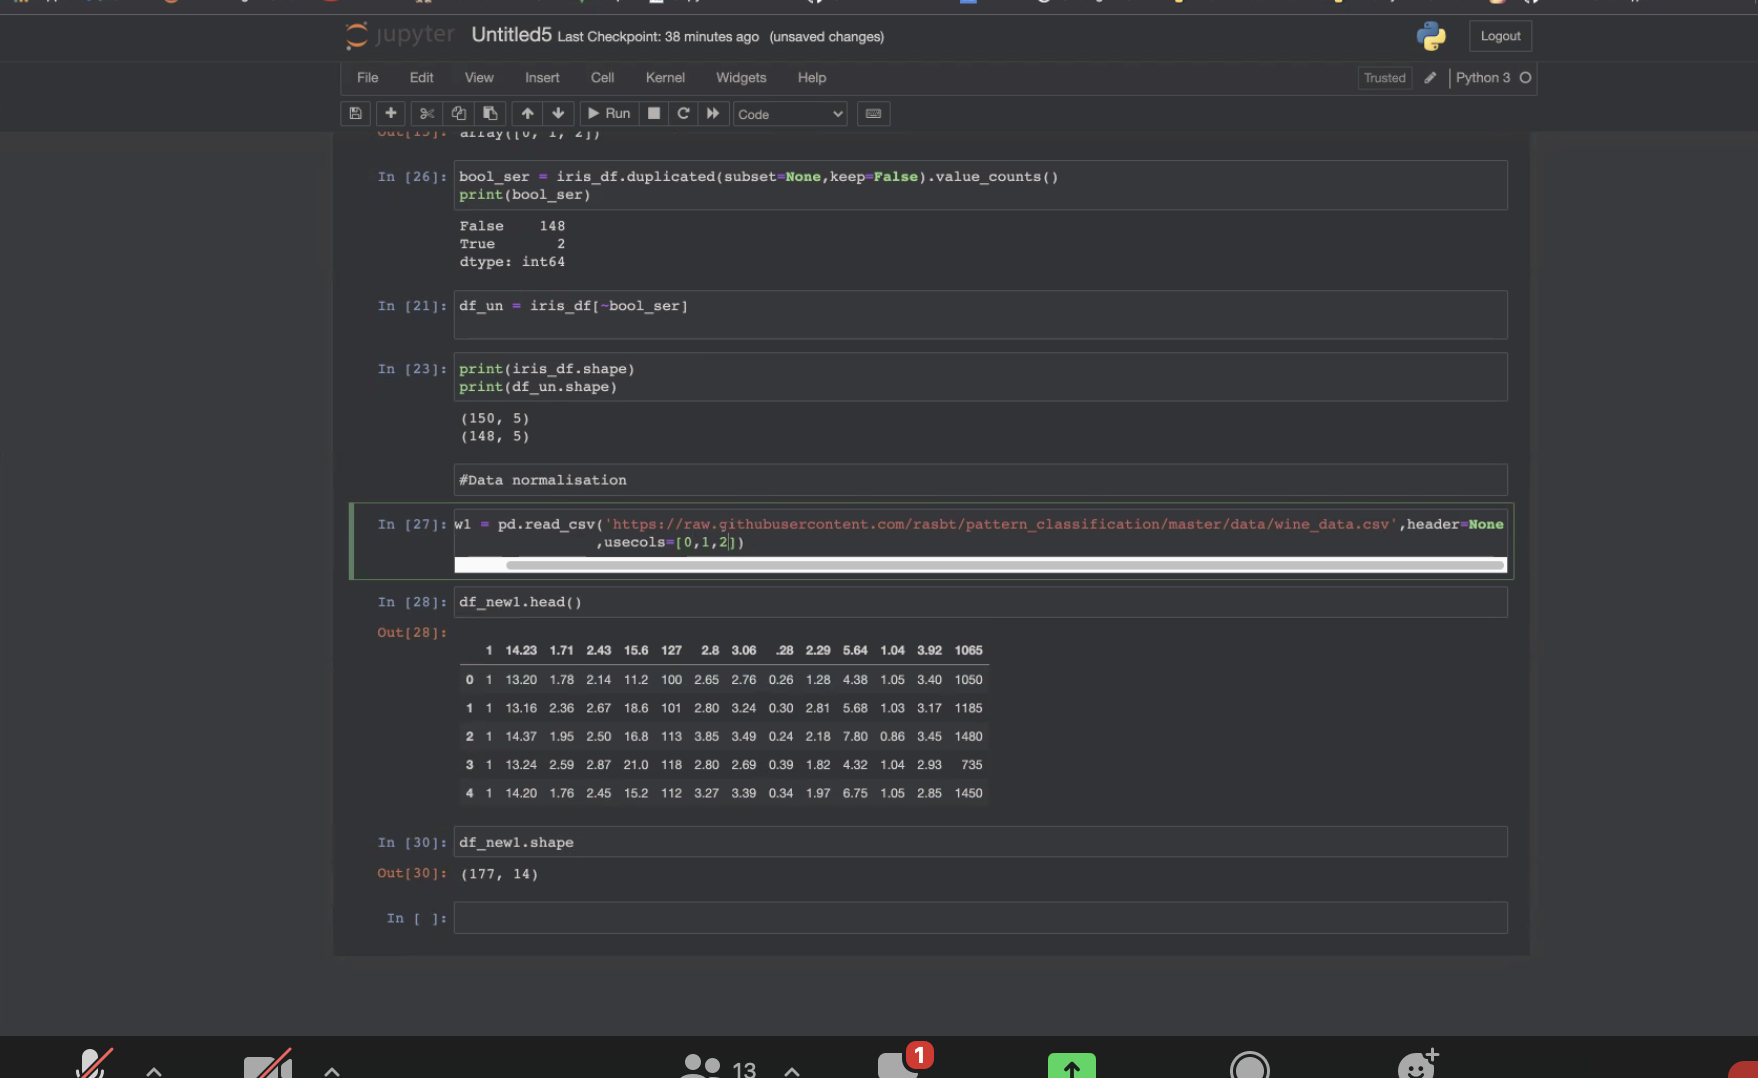 jupyter Untitled5 Last Checkpoint: 38 minutes ago (unsaved changes)
Logout
File Edit View Insert Cell Kernel Widgets Help
Trusted Python 3
Run Code
Out[15]: array([0, 1, 2])
In [26]: bool_ser = iris_df.duplicated(subset=None,keep=False).value_counts()
print(bool_ser)
False 148
True 2
dtype: int64
In [21]: df_un = iris_df[~bool_ser]
In [23]: print(iris_df.shape)
print(df_un.shape)
(150, 5)
(148, 5)
#Data normalisation
In [27]: w1 = pd.read_csv('https://raw.githubusercontent.com/rasbt/pattern_classification/master/data/wine_data.csv',header=None
,usecols=[0,1,2])
In [28]: df_new1.head()
Out[28]:
1 14.23 1.71 2.43 15.6 127 2.8 3.06 .28 2.29 5.64 1.04 3.92 1065
0 1 13.20 1.78 2.14 11.2 100 2.65 2.76 0.26 1.28 4.38 1.05 3.40 1050
1 1 13.16 2.36 2.67 18.6 101 2.80 3.24 0.30 2.81 5.68 1.03 3.17 1185
2 1 14.37 1.95 2.50 16.8 113 3.85 3.49 0.24 2.18 7.80 0.86 3.45 1480
3 1 13.24 2.59 2.87 21.0 118 2.80 2.69 0.39 1.82 4.32 1.04 2.93 735
4 1 14.20 1.76 2.45 15.2 112 3.27 3.39 0.34 1.97 6.75 1.05 2.85 1450
In [30]: df_new1.shape
Out[30]: (177, 14)
In [ ]:
13
1